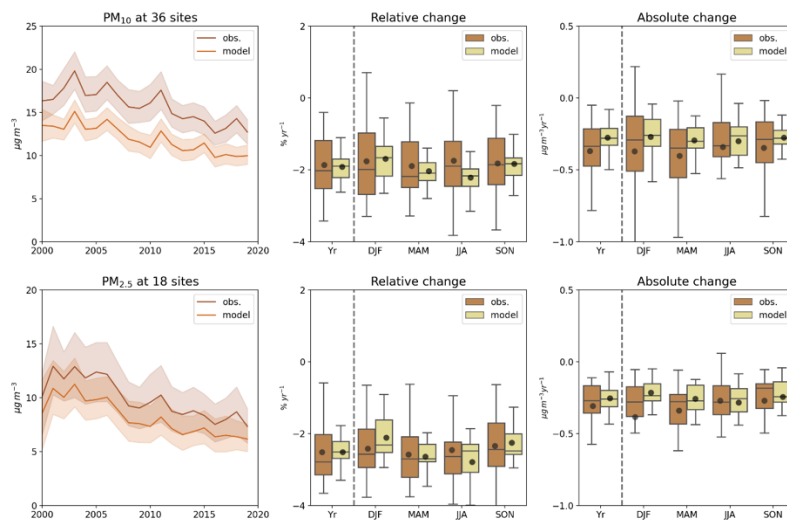 PM10 at 36 sites
obs.
model
µg m⁻³
25
20
15
10
5
0
2000 2005 2010 2015 2020
Relative change
obs.
model
% yr⁻¹
2
0
−2
−4
Yr DJF MAM JJA SON
Absolute change
obs.
model
µg m⁻³yr⁻¹
0.5
0.0
−0.5
−1.0
Yr DJF MAM JJA SON
PM2.5 at 18 sites
obs.
model
µg m⁻³
20
15
10
5
0
2000 2005 2010 2015 2020
Relative change
obs.
model
% yr⁻¹
2
0
−2
−4
Yr DJF MAM JJA SON
Absolute change
obs.
model
µg m⁻³yr⁻¹
0.5
0.0
−0.5
−1.0
Yr DJF MAM JJA SON